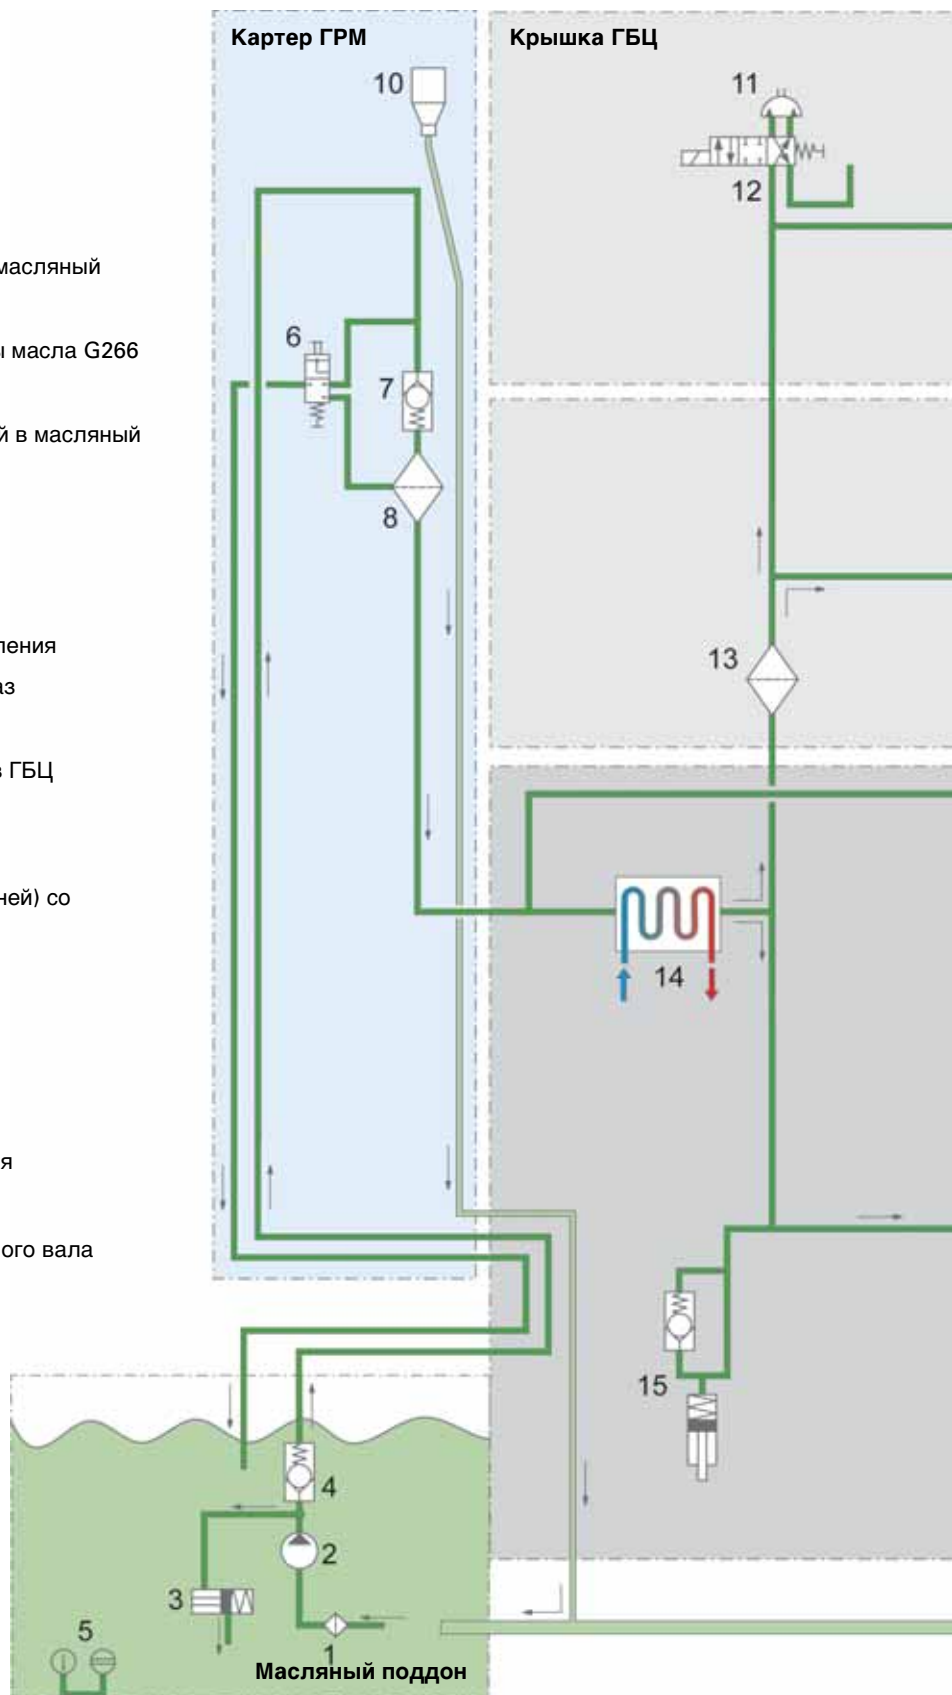 Картер ГРМ
Крышка ГБЦ
10
11
12
масляный
6
ы масла G266
7
й в масляный
8
ления
13
аз
в ГБЦ
ней) со
14
я
ого вала
15
4
2
3
5
1
Масляный поддон